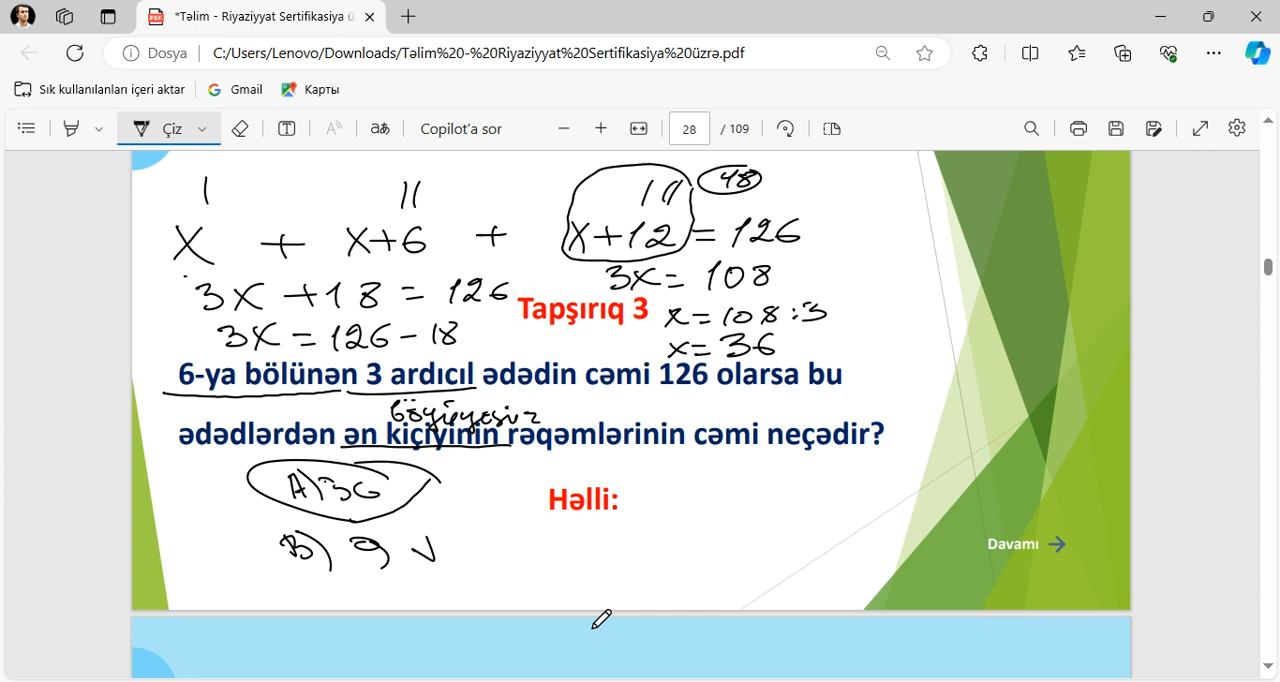 *Təlim - Riyaziyyat Sertifikasiya ü
Dosya
C:/Users/Lenovo/Downloads/Təlim%20-%20Riyaziyyat%20Sertifikasiya%20üzrə.pdf
Sık kullanılanları içeri aktar
Gmail
Карты
Çiz
Copilot'a sor
28 / 109
I II III 48
x + x+6 + x+12 = 126
3x = 108
3x + 18 = 126
Tapşırıq 3
x = 108 : 3
3x = 126 - 18
x = 36
6-ya bölünən 3 ardıcıl ədədin cəmi 126 olarsa bu
ədədlərdən ən kiçiyinin rəqəmlərinin cəmi neçədir?
A) 36
Həlli:
B) 9
Davamı